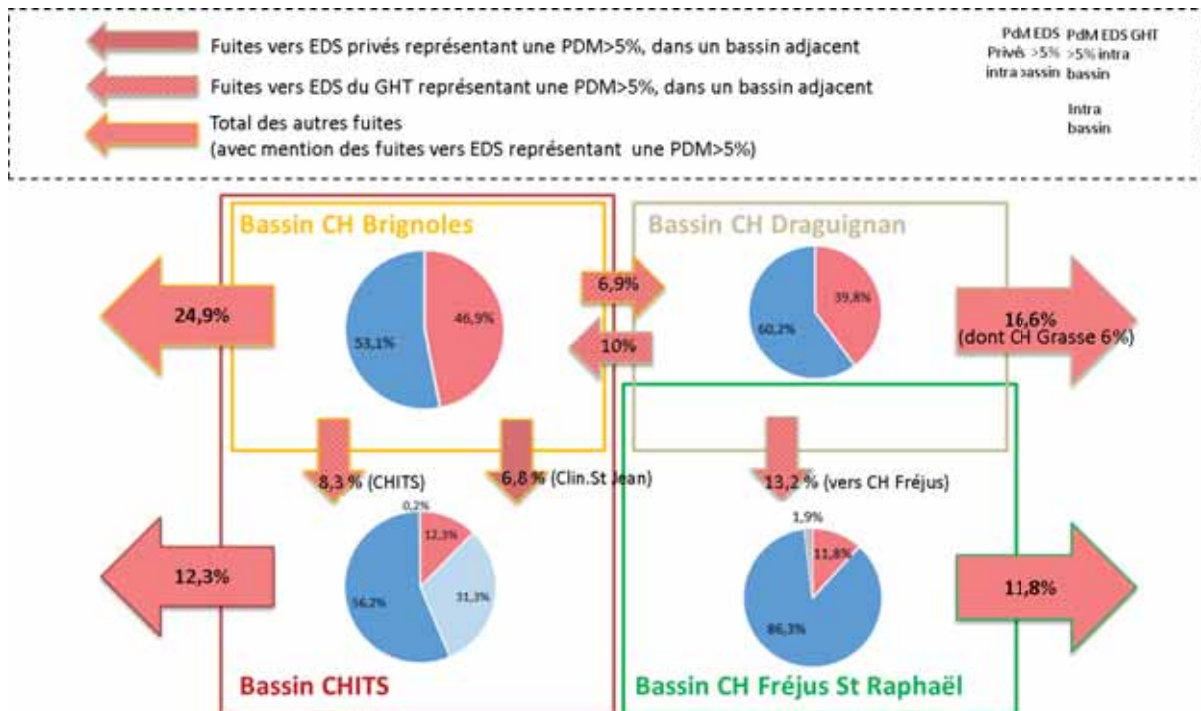 Fuites vers EDS privés représentant une PDM>5%, dans un bassin adjacent
Fuites vers EDS du GHT représentant une PDM>5%, dans un bassin adjacent
Total des autres fuites
(avec mention des fuites vers EDS représentant une PDM>5%)
PdM EDS
Privés >5%
intra bassin
PdM EDS GHT
>5% intra
bassin
Intra
bassin
Bassin CH Brignoles
Bassin CH Draguignan
24,9%
53,1%
46,9%
6,9%
10%
60,2%
39,8%
16,6%
(dont CH Grasse 6%)
8,3 % (CHITS)
6,8 % (Clin.St Jean)
13,2 % (vers CH Fréjus)
0,2%
12,3%
31,3%
56,2%
12,3%
1,9%
11,8%
86,3%
11,8%
Bassin CHITS
Bassin CH Fréjus St Raphaël